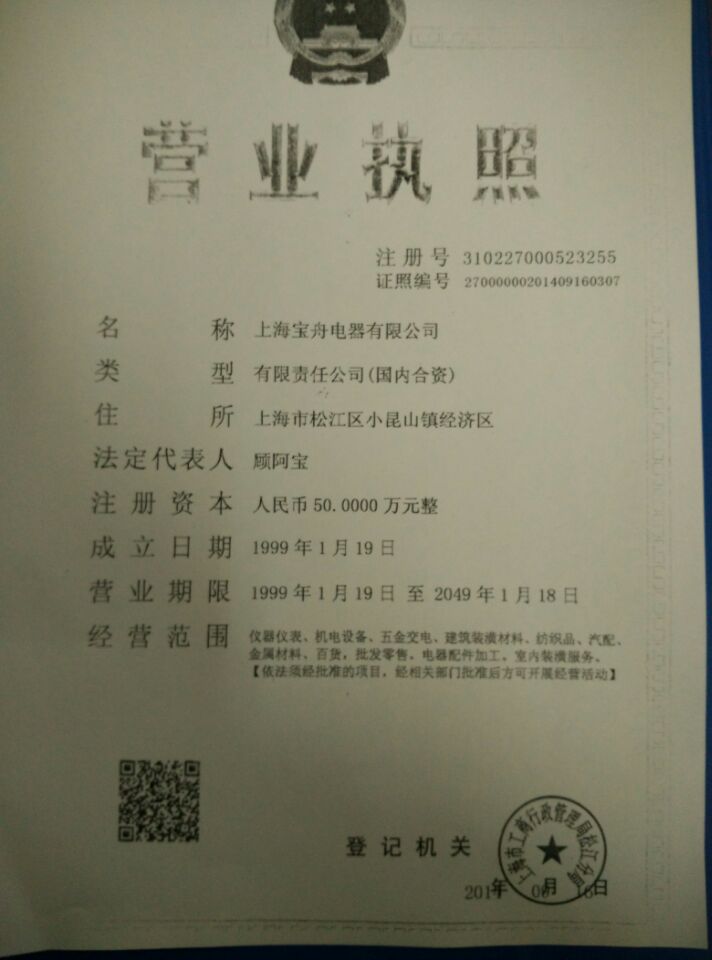 营业执照
注册号 310227000523255
证照编号 27000000201409160307
名称 上海宝舟电器有限公司
类型 有限责任公司(国内合资)
住所 上海市松江区小昆山镇经济区
法定代表人 顾阿宝
注册资本 人民币50.0000万元整
成立日期 1999年1月19日
营业期限 1999年1月19日 至 2049年1月18日
经营范围 仪器仪表、机电设备、五金交电、建筑装潢材料、纺织品、汽配、
金属材料、百货，批发零售。电器配件加工。室内装潢服务。
【依法须经批准的项目，经相关部门批准后方可开展经营活动】
登记机关
上海市工商行政管理局松江分局
年 月 日